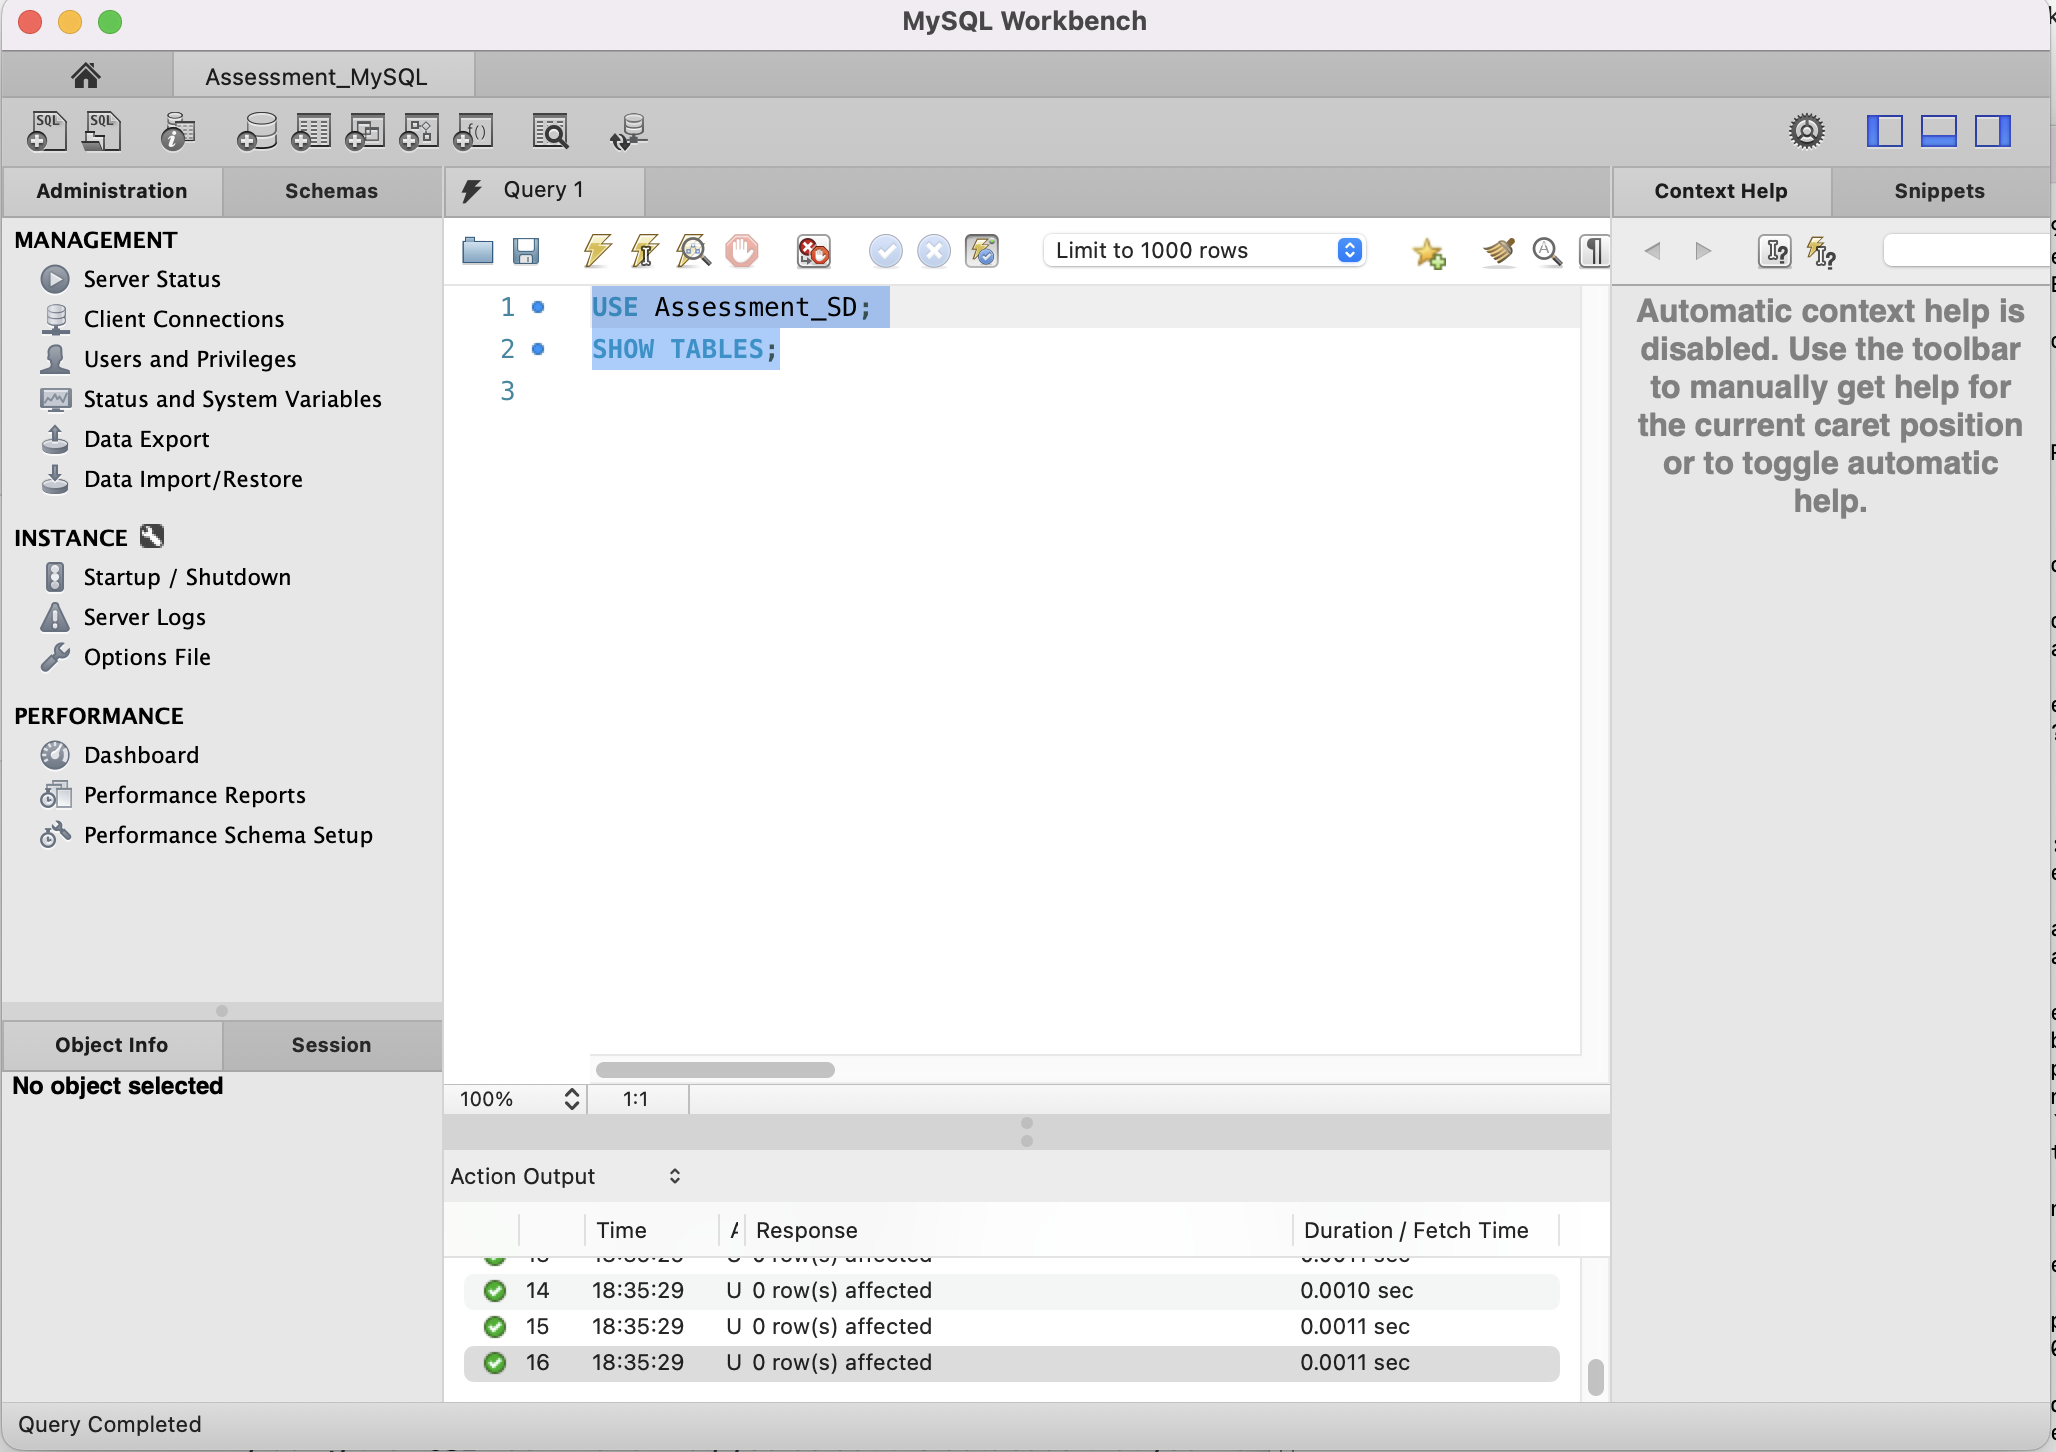 MySQL Workbench
Assessment_MySQL
Administration
Schemas
MANAGEMENT
Server Status
Client Connections
Users and Privileges
Status and System Variables
Data Export
Data Import/Restore
INSTANCE
Startup / Shutdown
Server Logs
Options File
PERFORMANCE
Dashboard
Performance Reports
Performance Schema Setup
Object Info
Session
No object selected
Query 1
Limit to 1000 rows
1 USE Assessment_SD;
2 SHOW TABLES;
3
100%
1:1
Action Output
Time
Response
Duration / Fetch Time
14 18:35:29 U 0 row(s) affected 0.0010 sec
15 18:35:29 U 0 row(s) affected 0.0011 sec
16 18:35:29 U 0 row(s) affected 0.0011 sec
Context Help
Snippets
Automatic context help is
disabled. Use the toolbar
to manually get help for
the current caret position
or to toggle automatic
help.
Query Completed